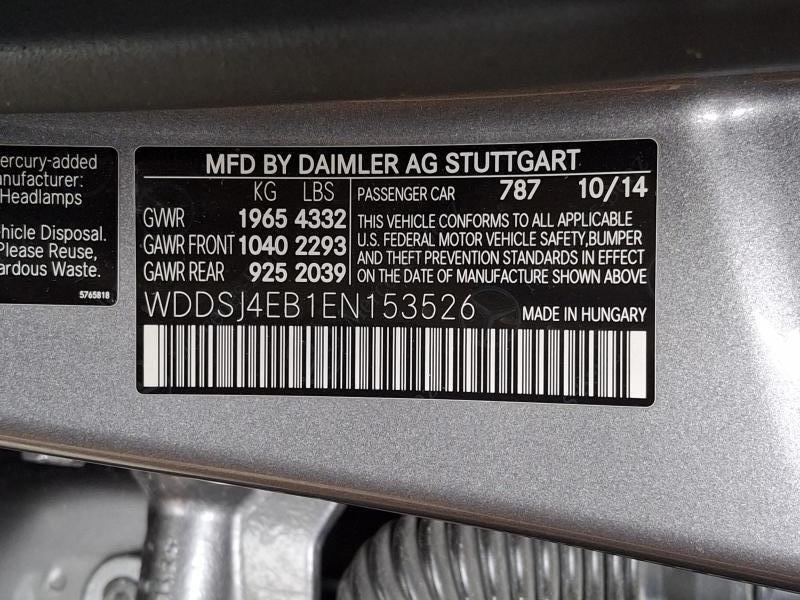 ercury-added
anufacturer:
Headlamps
hicle Disposal.
Please Reuse,
ardous Waste.
5765818
MFD BY DAIMLER AG STUTTGART
KG LBS
GVWR 1965 4332
GAWR FRONT 1040 2293
GAWR REAR 925 2039
PASSENGER CAR 787 10/14
THIS VEHICLE CONFORMS TO ALL APPLICABLE
U.S. FEDERAL MOTOR VEHICLE SAFETY,BUMPER
AND THEFT PREVENTION STANDARDS IN EFFECT
ON THE DATE OF MANUFACTURE SHOWN ABOVE
WDDSJ4EB1EN153526
MADE IN HUNGARY